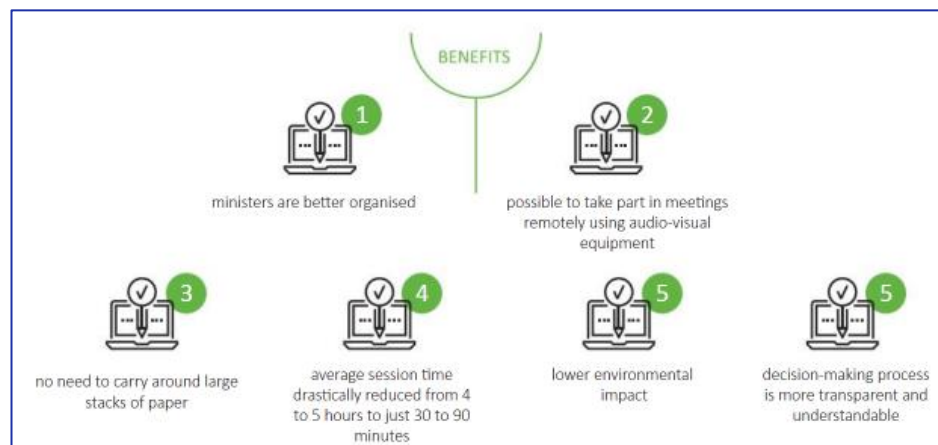 BENEFITS
1
2
ministers are better organised
possible to take part in meetings
remotely using audio-visual
equipment
3
4
5
5
no need to carry around large
stacks of paper
average session time
drastically reduced from 4
to 5 hours to just 30 to 90
minutes
lower environmental
impact
decision-making process
is more transparent and
understandable